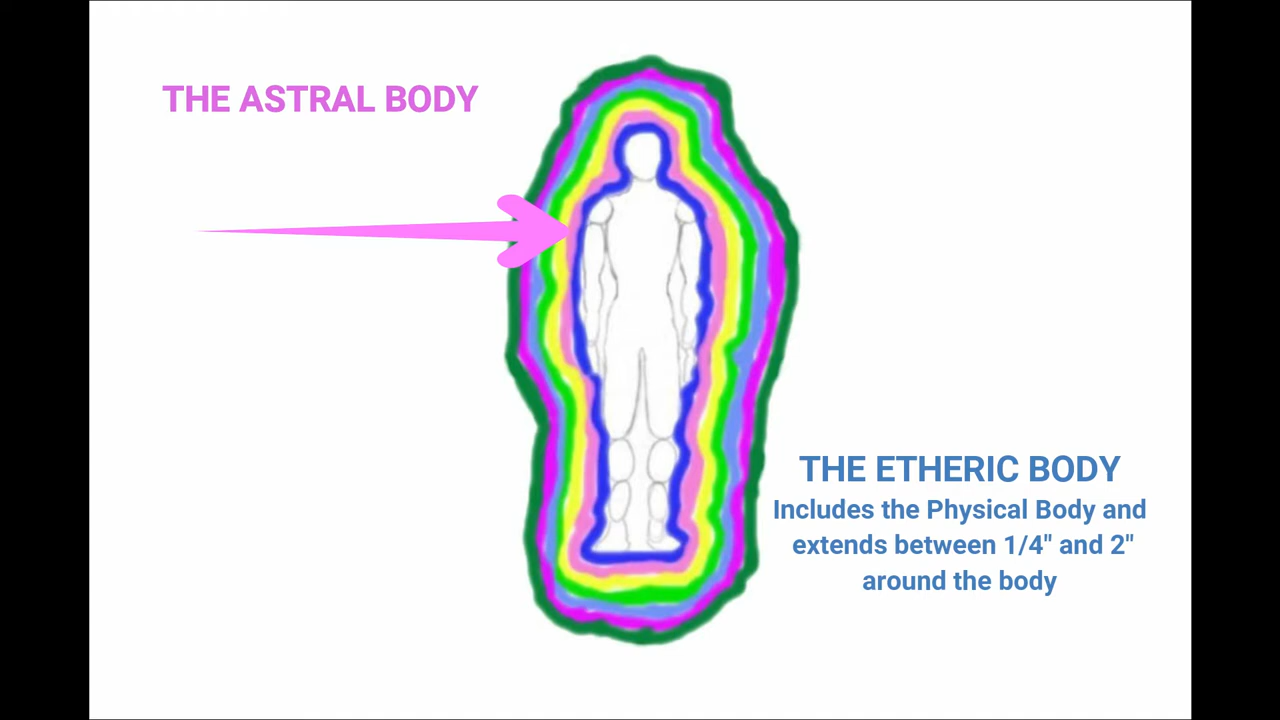 THE ASTRAL BODY
THE ETHERIC BODY
Includes the Physical Body and
extends between 1/4" and 2"
around the body